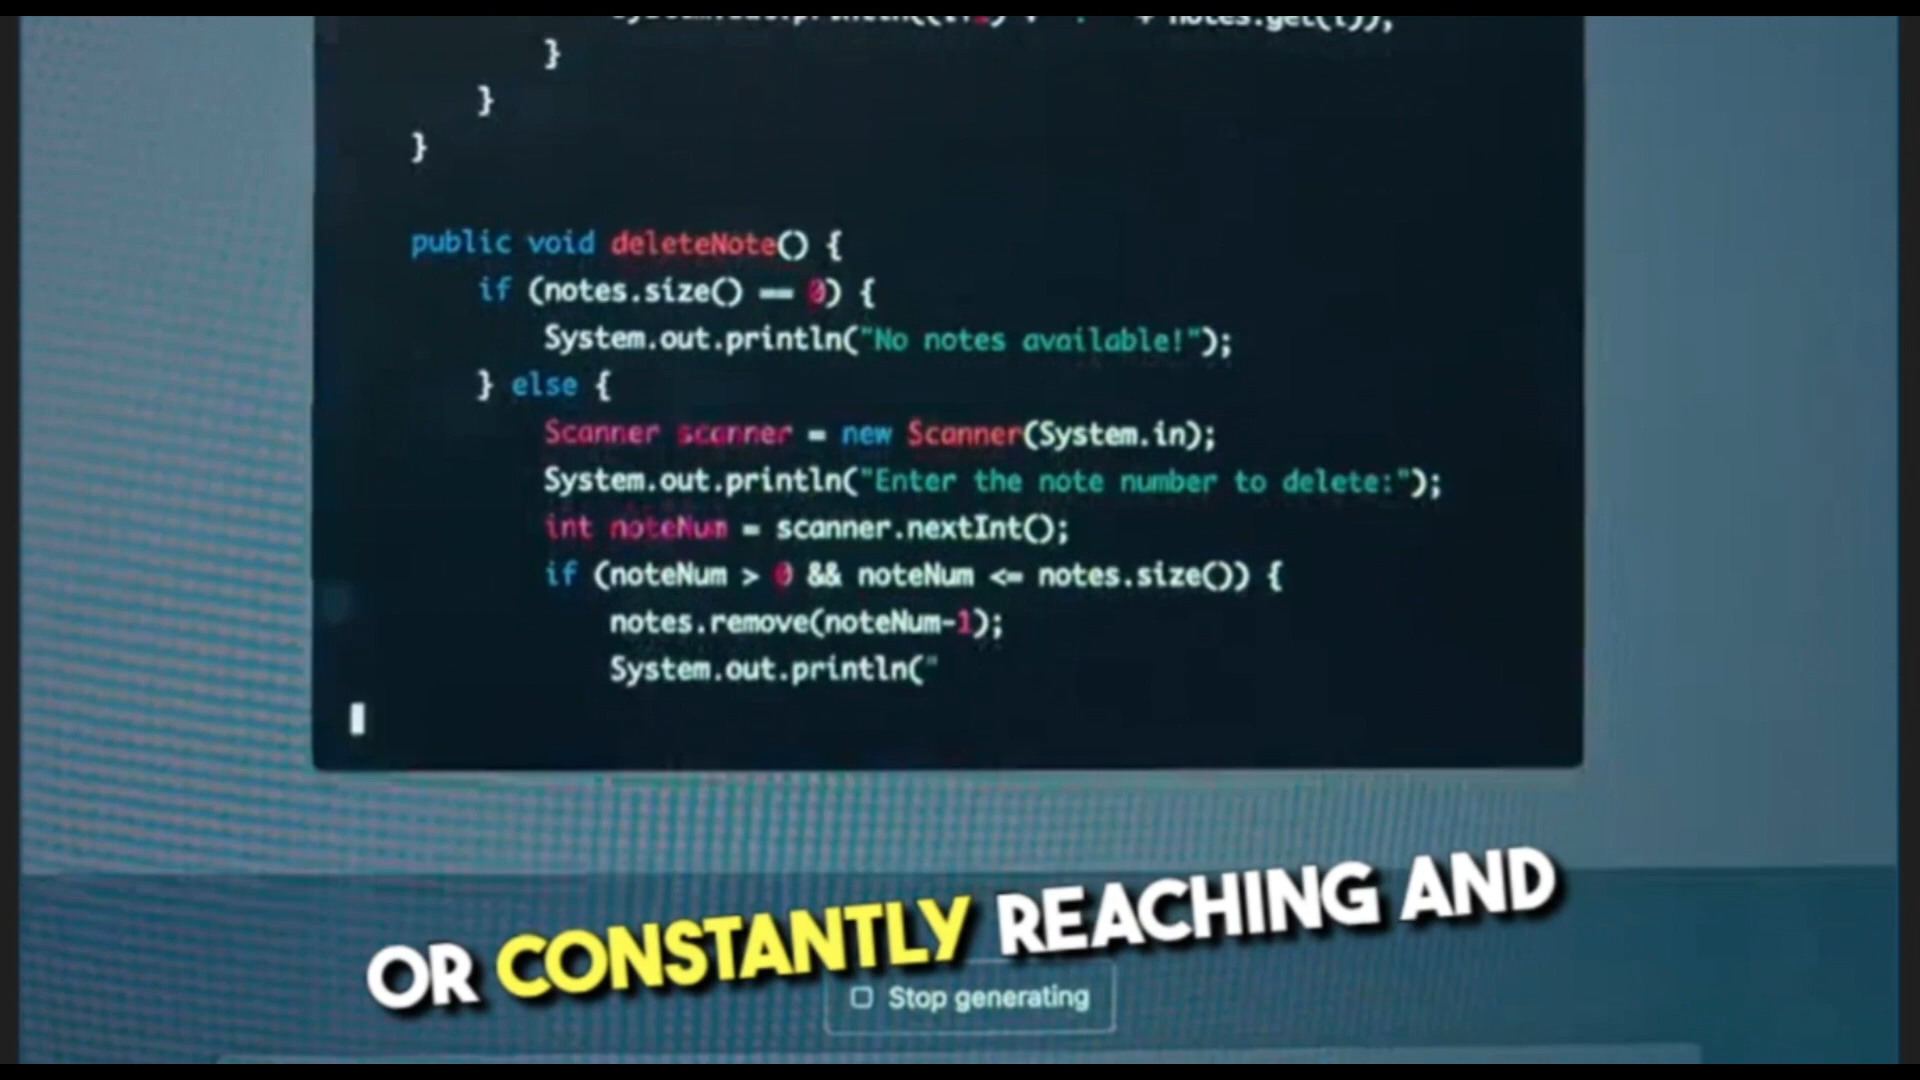 notes.get(i));
}
}
}
public void deleteNote() {
if (notes.size() == 0) {
System.out.println("No notes available!");
} else {
Scanner scanner = new Scanner(System.in);
System.out.println("Enter the note number to delete:");
int noteNum = scanner.nextInt();
if (noteNum > 0 && noteNum <= notes.size()) {
notes.remove(noteNum-1);
System.out.println("
OR CONSTANTLY REACHING AND
Stop generating